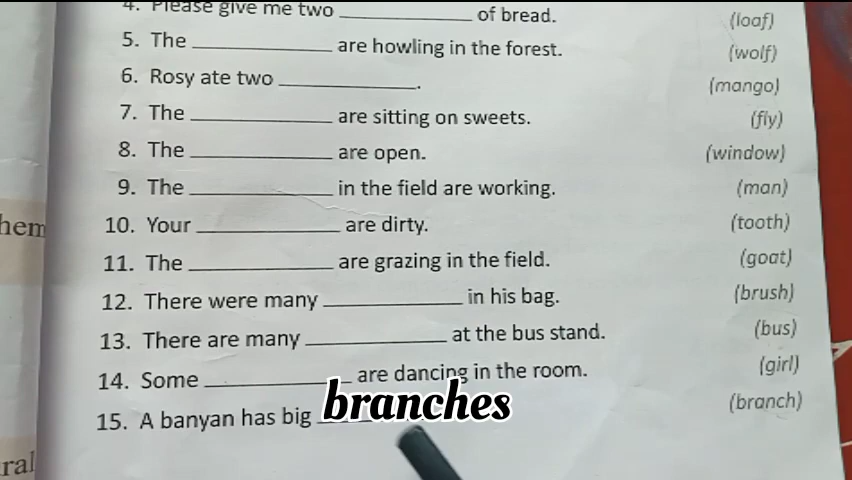 4. Please give me two ____________ of bread. (loaf)
5. The ____________ are howling in the forest. (wolf)
6. Rosy ate two ____________. (mango)
7. The ____________ are sitting on sweets. (fly)
8. The ____________ are open. (window)
9. The ____________ in the field are working. (man)
hem
10. Your ____________ are dirty. (tooth)
11. The ____________ are grazing in the field. (goat)
12. There were many ____________ in his bag. (brush)
13. There are many ____________ at the bus stand. (bus)
14. Some ____________ are dancing in the room. (girl)
15. A banyan has big branches (branch)
ral